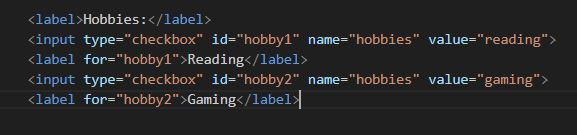 <label>Hobbies:</label>
<input type="checkbox" id="hobby1" name="hobbies" value="reading">
<label for="hobby1">Reading</label>
<input type="checkbox" id="hobby2" name="hobbies" value="gaming">
<label for="hobby2">Gaming</label>